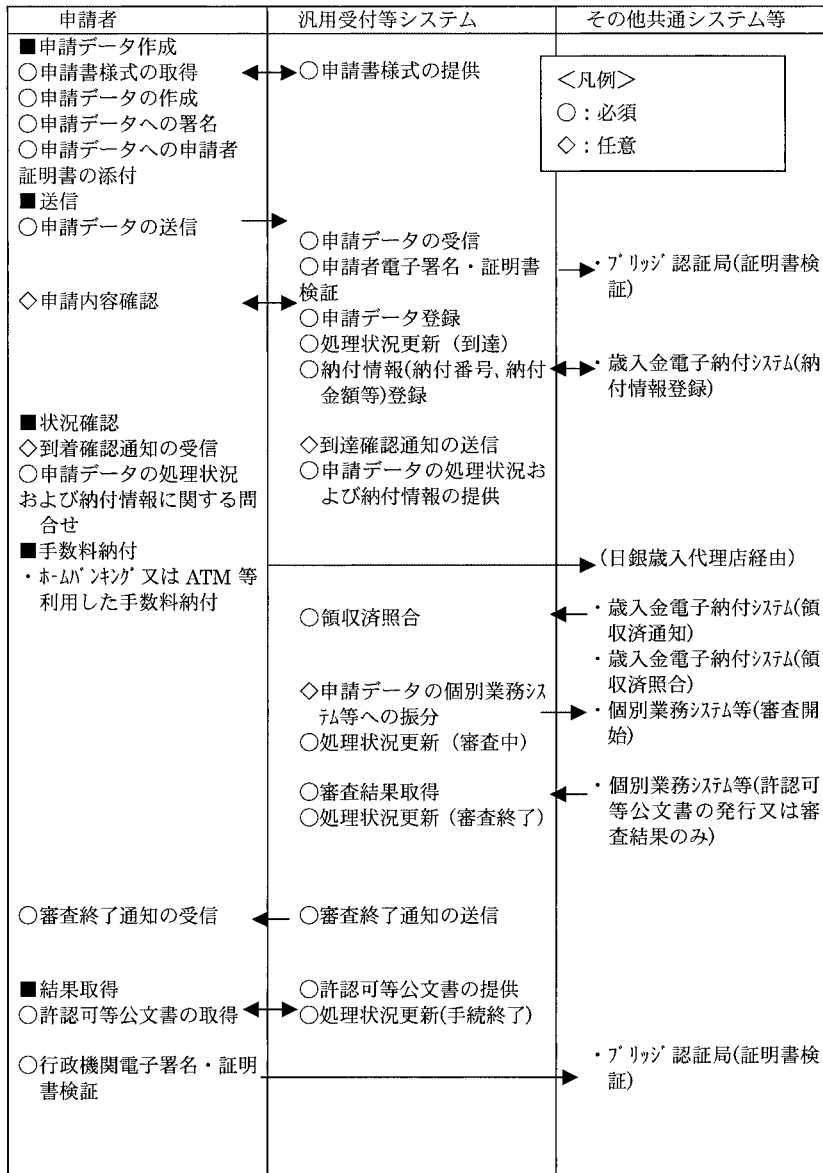 申請者
汎用受付等システム
その他共通システム等
■申請データ作成
○申請書様式の取得
○申請データの作成
○申請データへの署名
○申請データへの申請者
証明書の添付
■送信
○申請データの送信
◇申請内容確認
■状況確認
◇到着確認通知の受信
○申請データの処理状況
および納付情報に関する問
合せ
■手数料納付
・ホームバンキング又は ATM 等
利用した手数料納付
○審査終了通知の受信
■結果取得
○許認可等公文書の取得
○行政機関電子署名・証明
書検証
○申請書様式の提供
○申請データの受信
○申請者電子署名・証明書
検証
○申請データ登録
○処理状況更新（到達）
○納付情報(納付番号、納付
金額等)登録
◇到達確認通知の送信
○申請データの処理状況お
よび納付情報の提供
○領収済照合
◇申請データの個別業務シス
テム等への振分
○処理状況更新（審査中）
○審査結果取得
○処理状況更新（審査終了）
○審査終了通知の送信
○許認可等公文書の提供
○処理状況更新(手続終了)
＜凡例＞
○：必須
◇：任意
・ブリッジ認証局(証明書検
証)
・歳入金電子納付システム(納
付情報登録)
(日銀歳入代理店経由)
・歳入金電子納付システム(領
収済通知)
・歳入金電子納付システム(領
収済照合)
・個別業務システム等(審査開
始)
・個別業務システム等(許認可
等公文書の発行又は審
査結果のみ)
・ブリッジ認証局(証明書検
証)